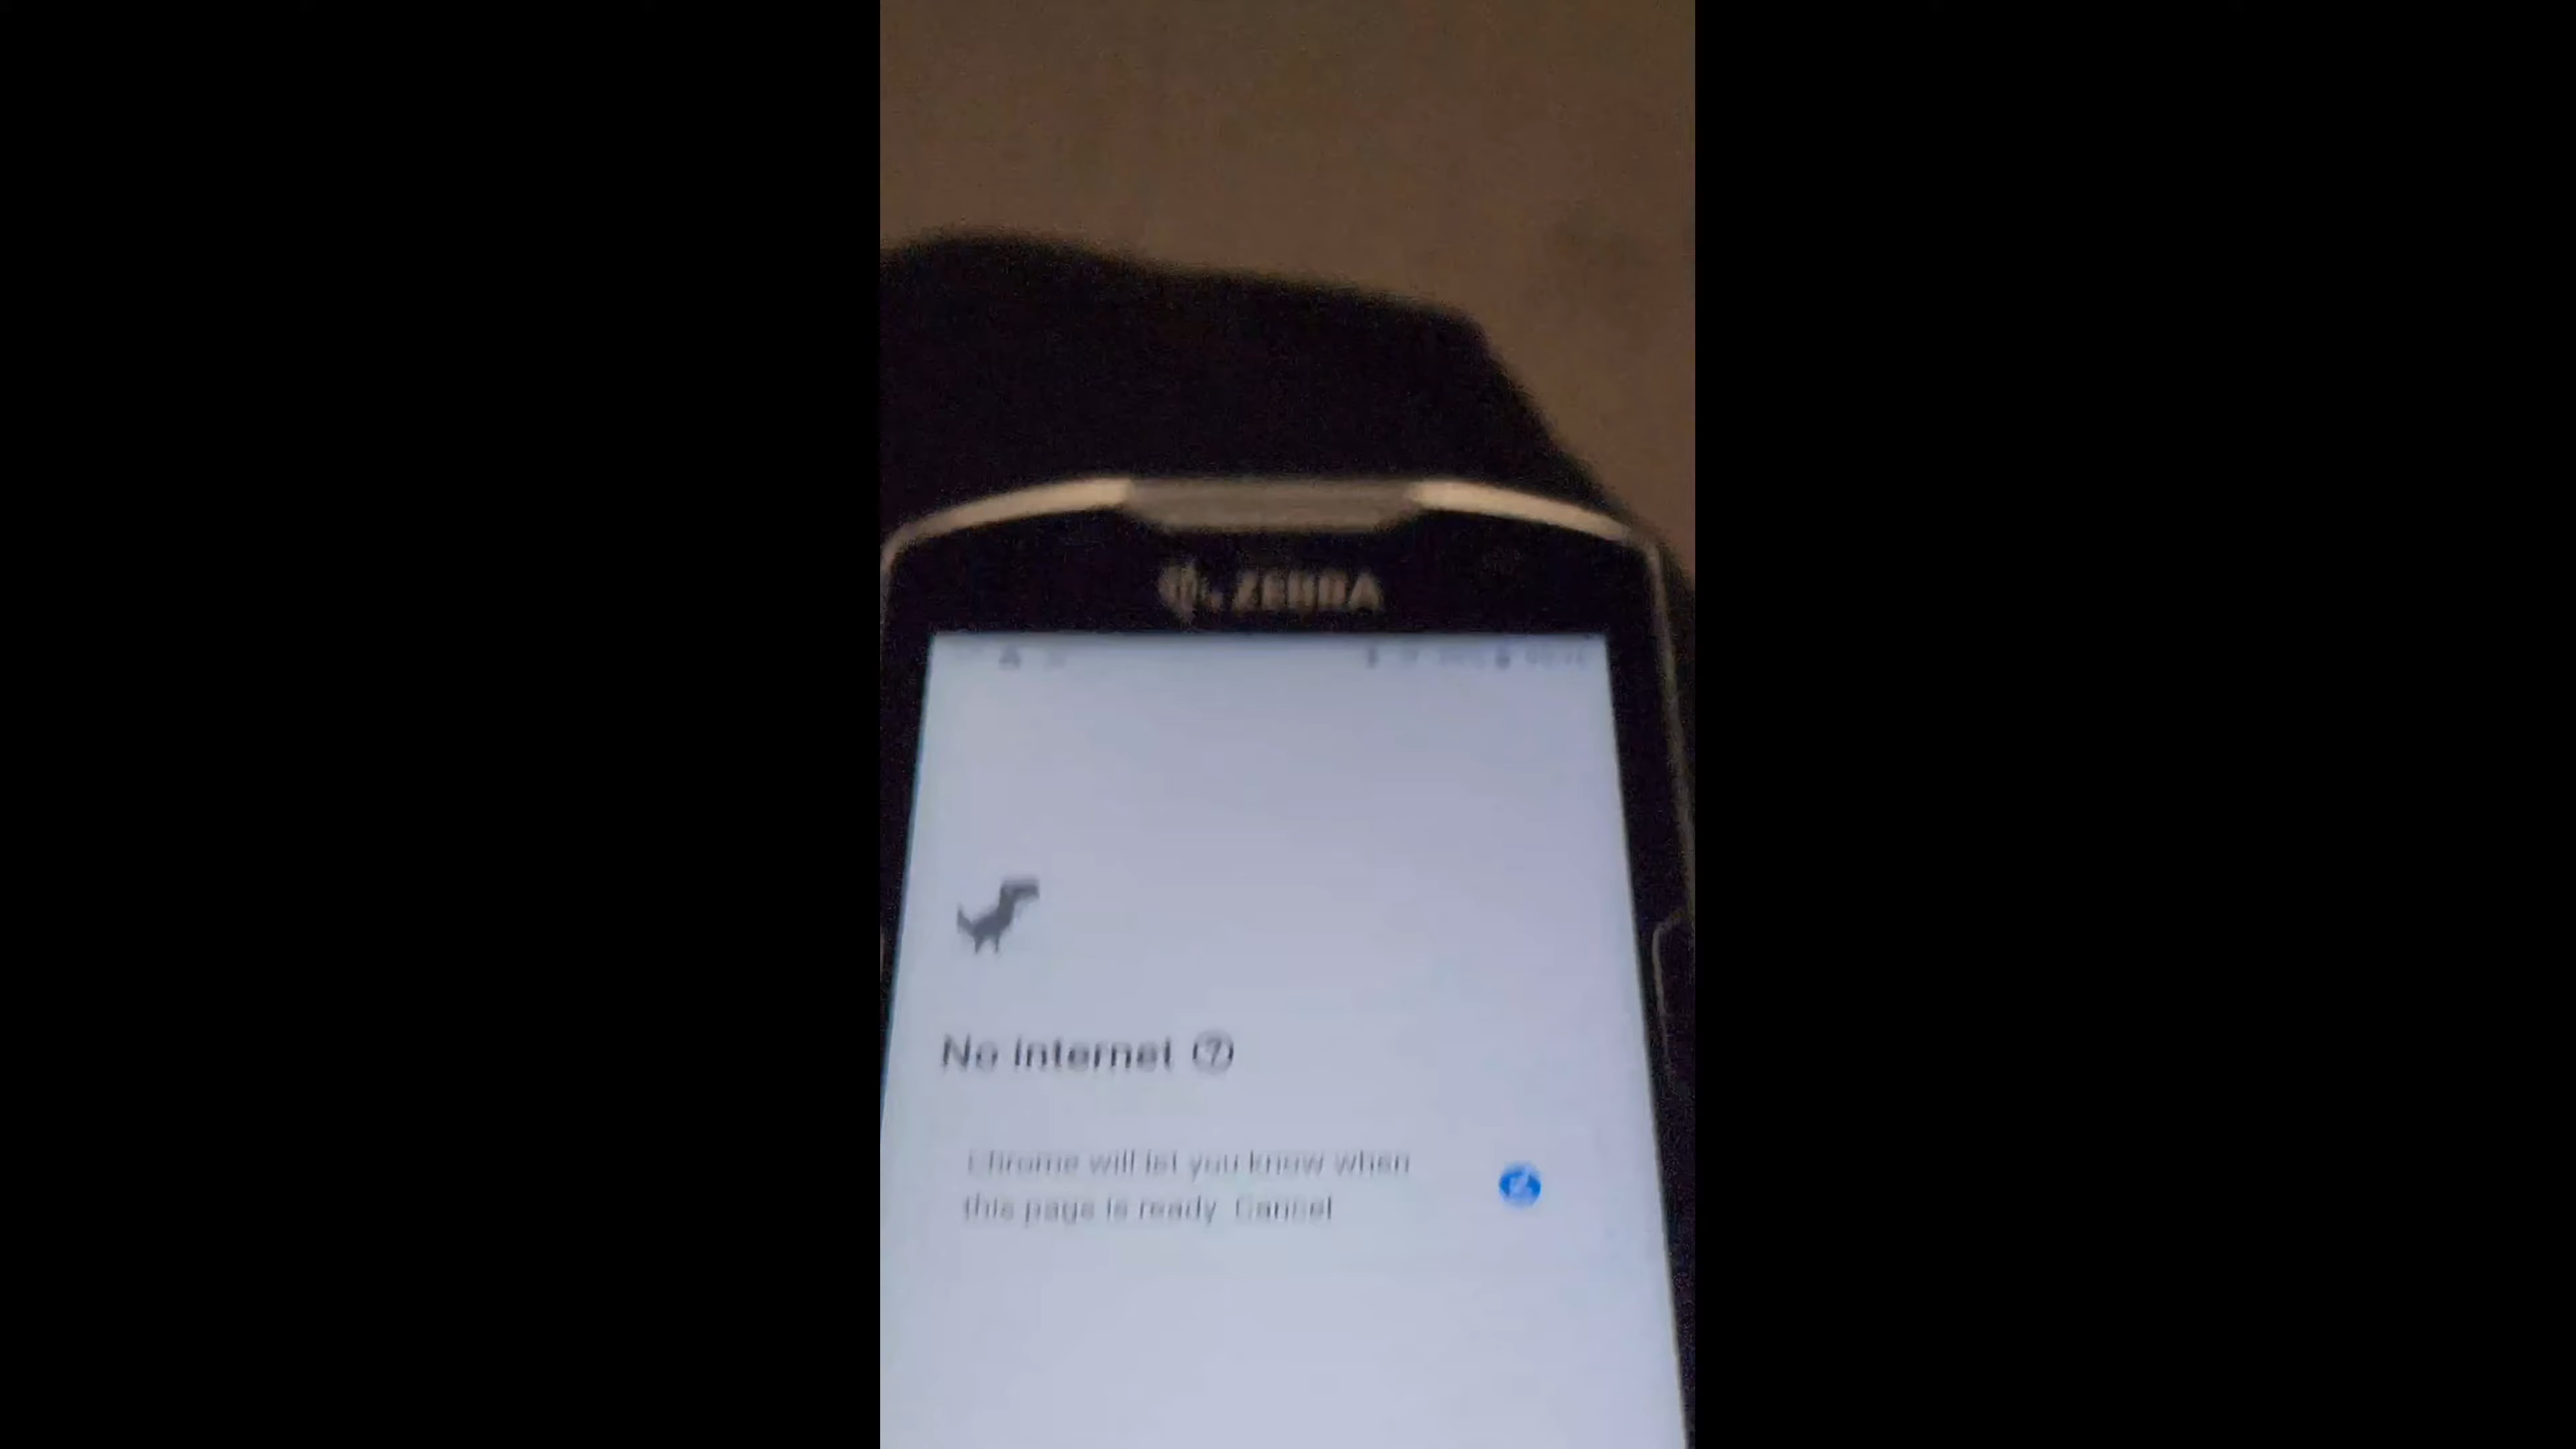 ZEBRA
No internet
Chrome will let you know when
this page is ready. Cancel